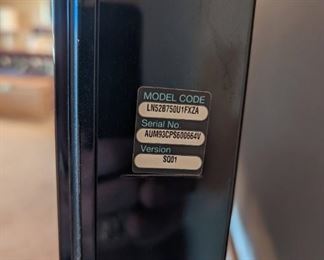 MODEL CODE
LN52B750U1FXZA
Serial No
AUM93CPS600664V
Version
SQ01